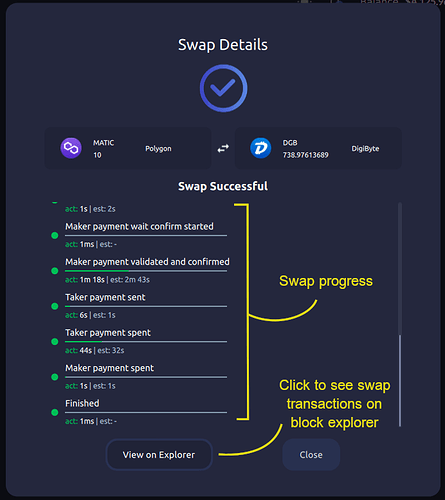 Balance
Swap Details
MATIC
10
Polygon
DGB
738.97613689
DigiByte
Swap Successful
act: 1s | est: 2s
Maker payment wait confirm started
act: 1ms | est: -
Maker payment validated and confirmed
act: 1m 18s | est: 2m 43s
Taker payment sent
act: 6s | est: 1s
Taker payment spent
act: 44s | est: 32s
Maker payment spent
act: 1s | est: 1s
Finished
act: 1ms | est: -
Swap progress
Click to see swap
transactions on
block explorer
View on Explorer
Close